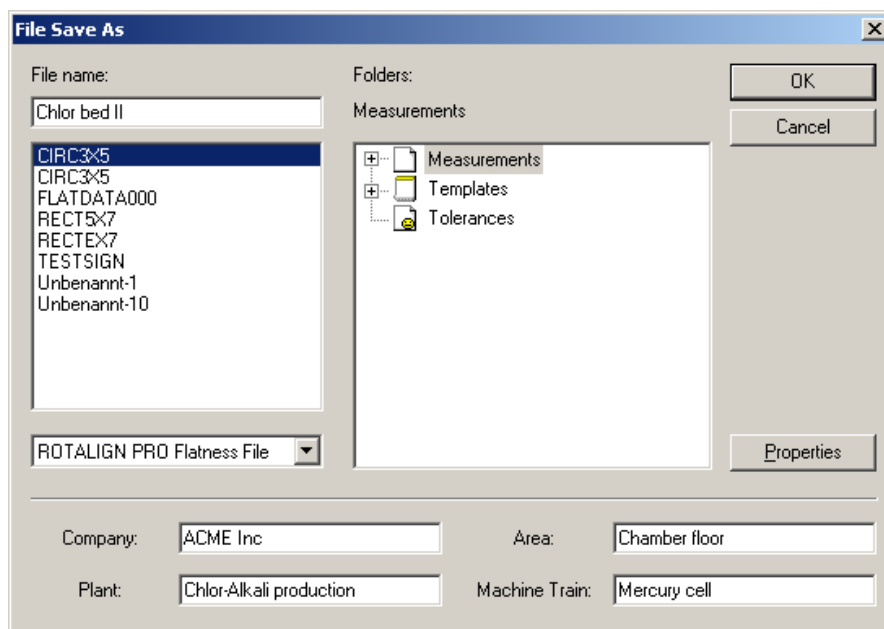 File Save As
File name:
Chlor bed II
CIRC3X5
CIRC3X5
FLATDATA000
RECT5X7
RECTEX7
TESTSIGN
Unbenannt-1
Unbenannt-10
ROTALIGN PRO Flatness File
Folders:
Measurements
Measurements
Templates
Tolerances
OK
Cancel
Properties
Company: ACME Inc
Area: Chamber floor
Plant: Chlor-Alkali production
Machine Train: Mercury cell